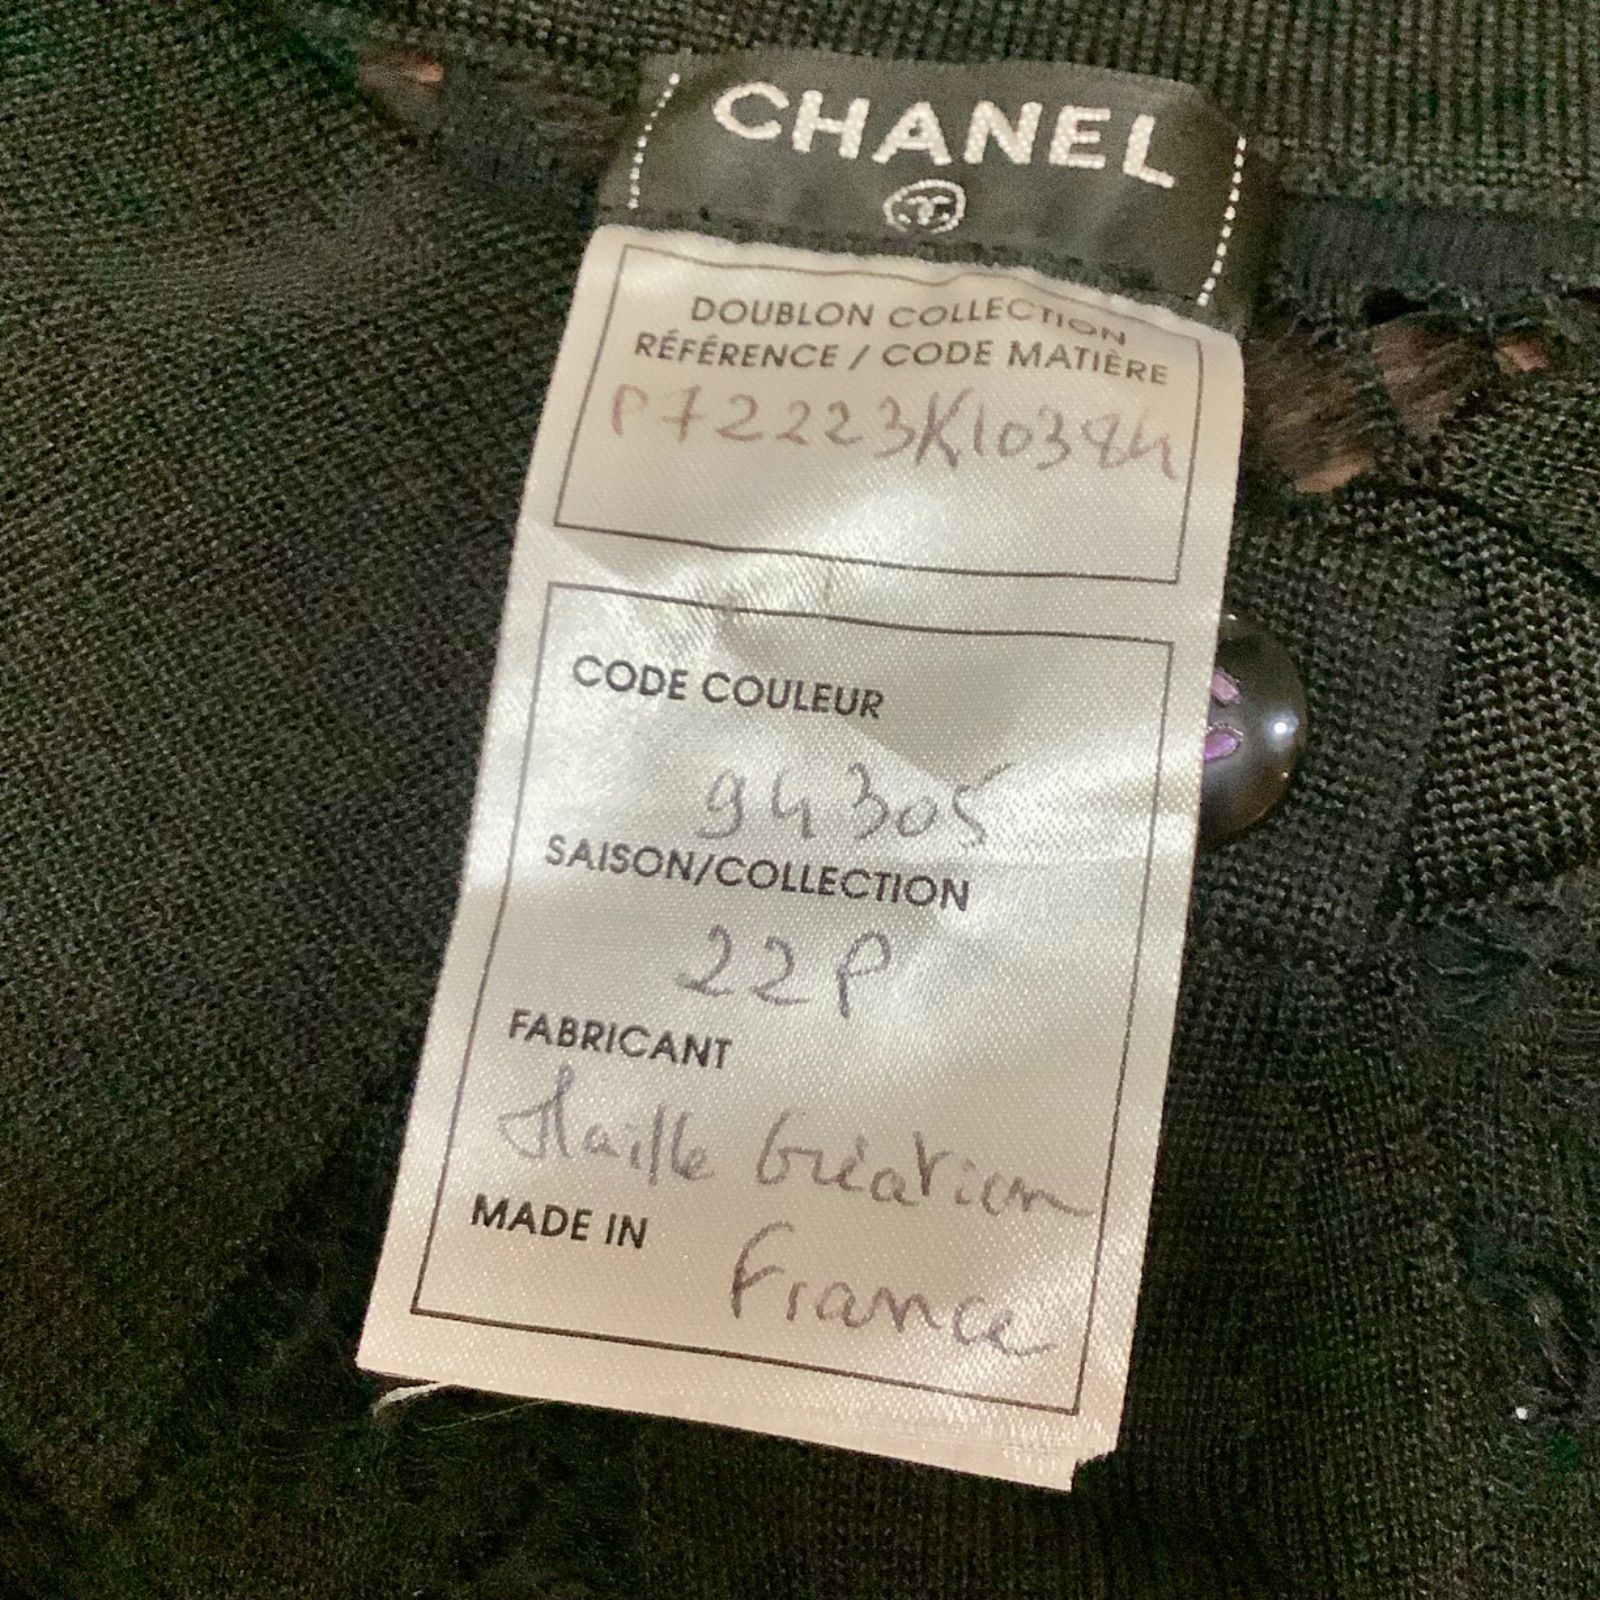 CHANEL
DOUBLON COLLECTION
RÉFÉRENCE / CODE MATIÈRE
P72223K10384
CODE COULEUR
94305
SAISON/COLLECTION
22P
FABRICANT
Maille Création
MADE IN France